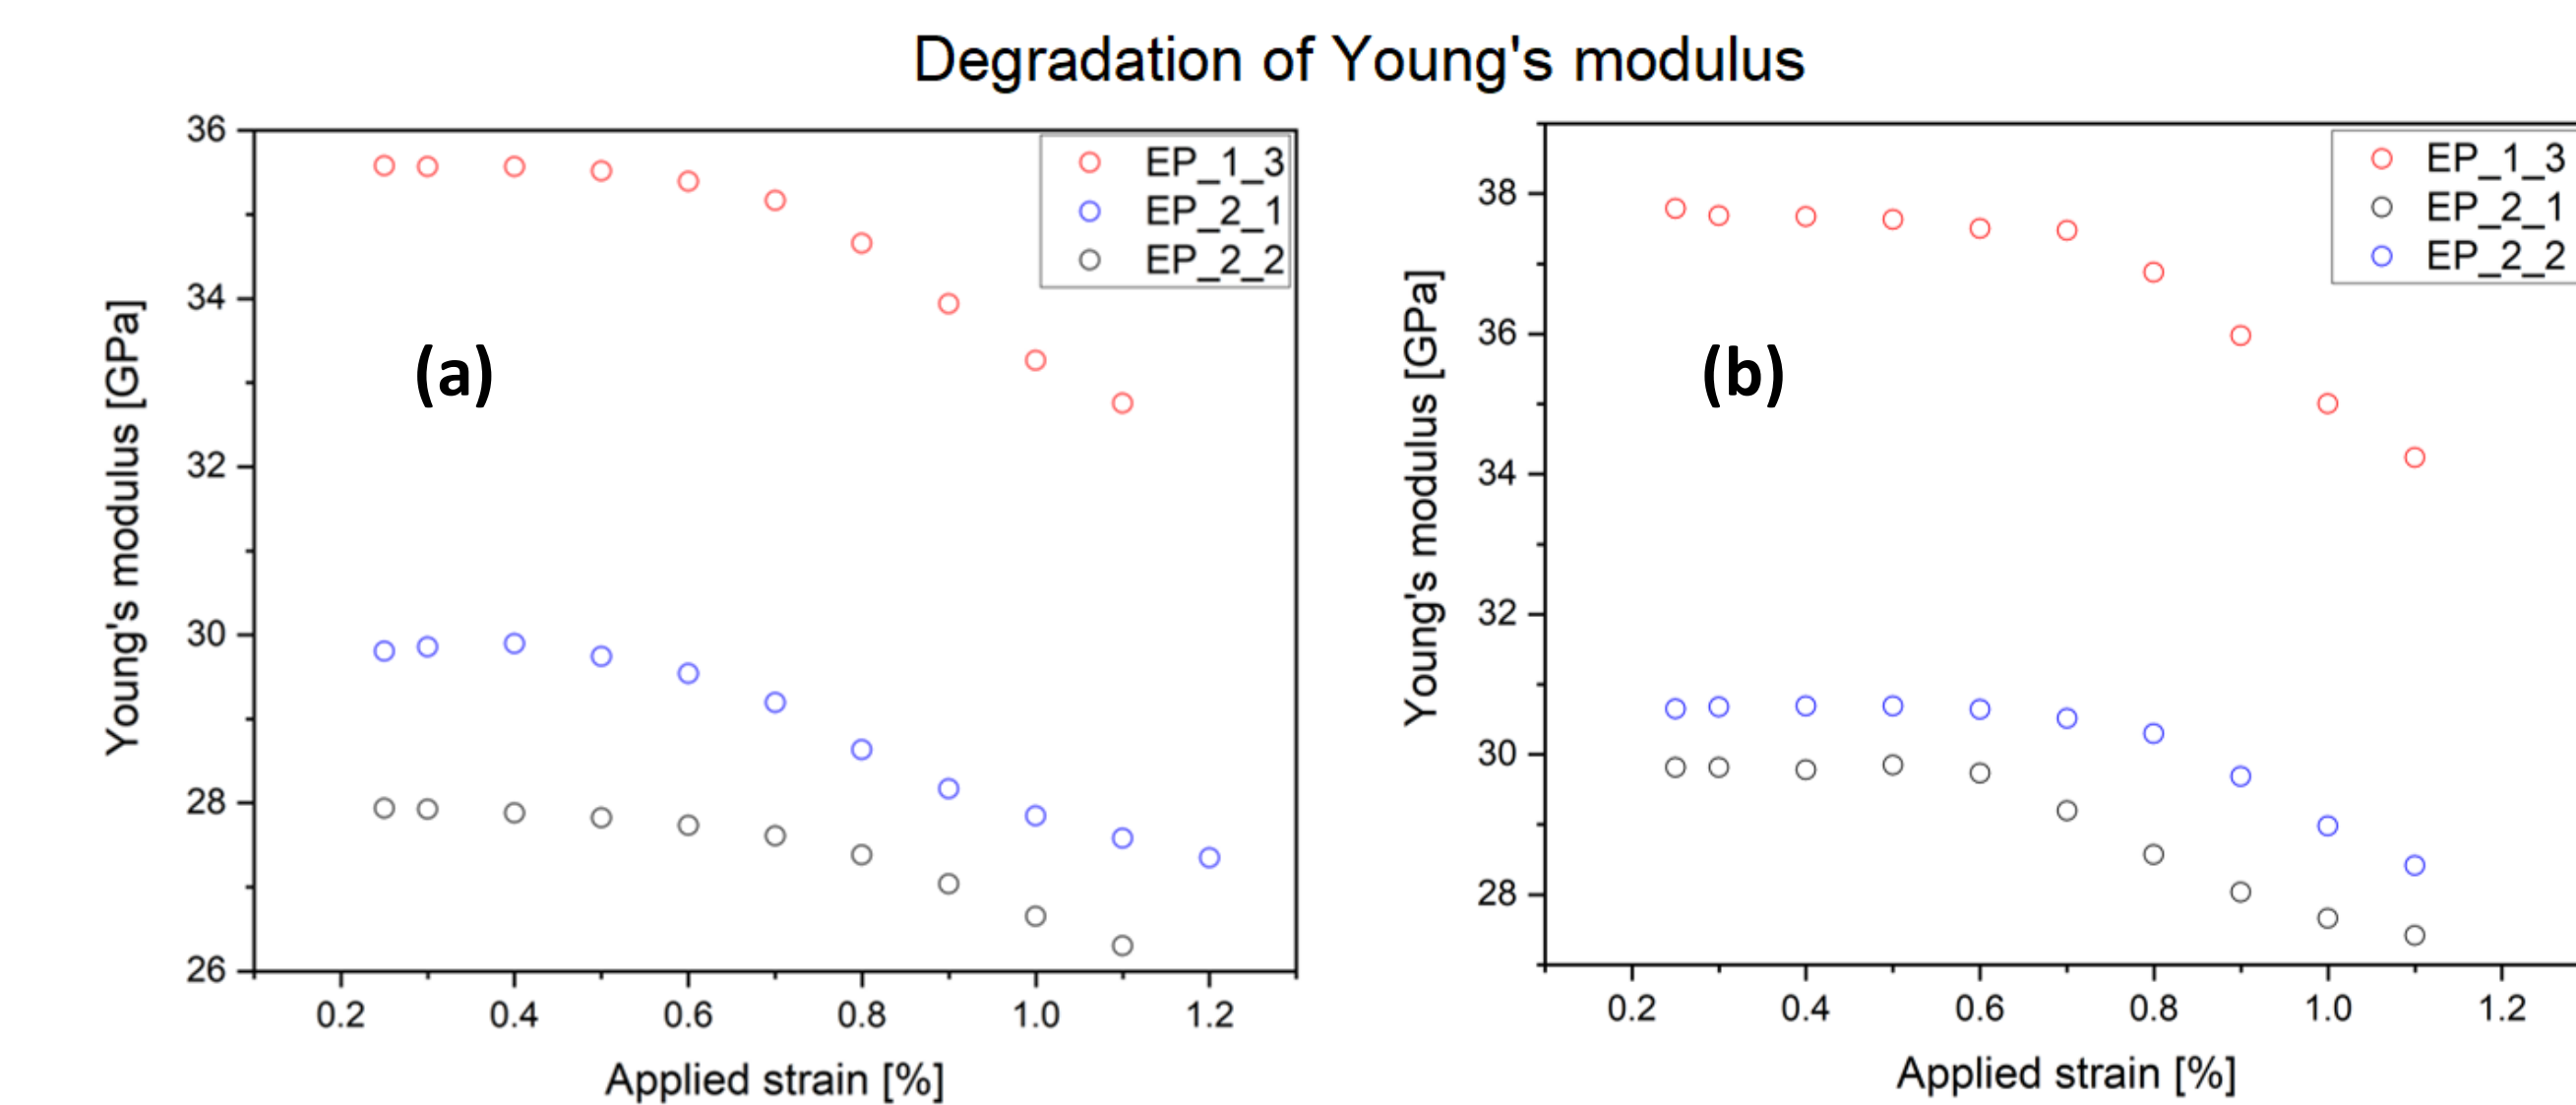 Degradation of Young's modulus
36
34
32
30
28
26
Young's modulus [GPa]
(a)
EP_1_3
EP_2_1
EP_2_2
0.2 0.4 0.6 0.8 1.0 1.2
Applied strain [%]
38
36
34
32
30
28
Young's modulus [GPa]
(b)
EP_1_3
EP_2_1
EP_2_2
0.2 0.4 0.6 0.8 1.0 1.2
Applied strain [%]